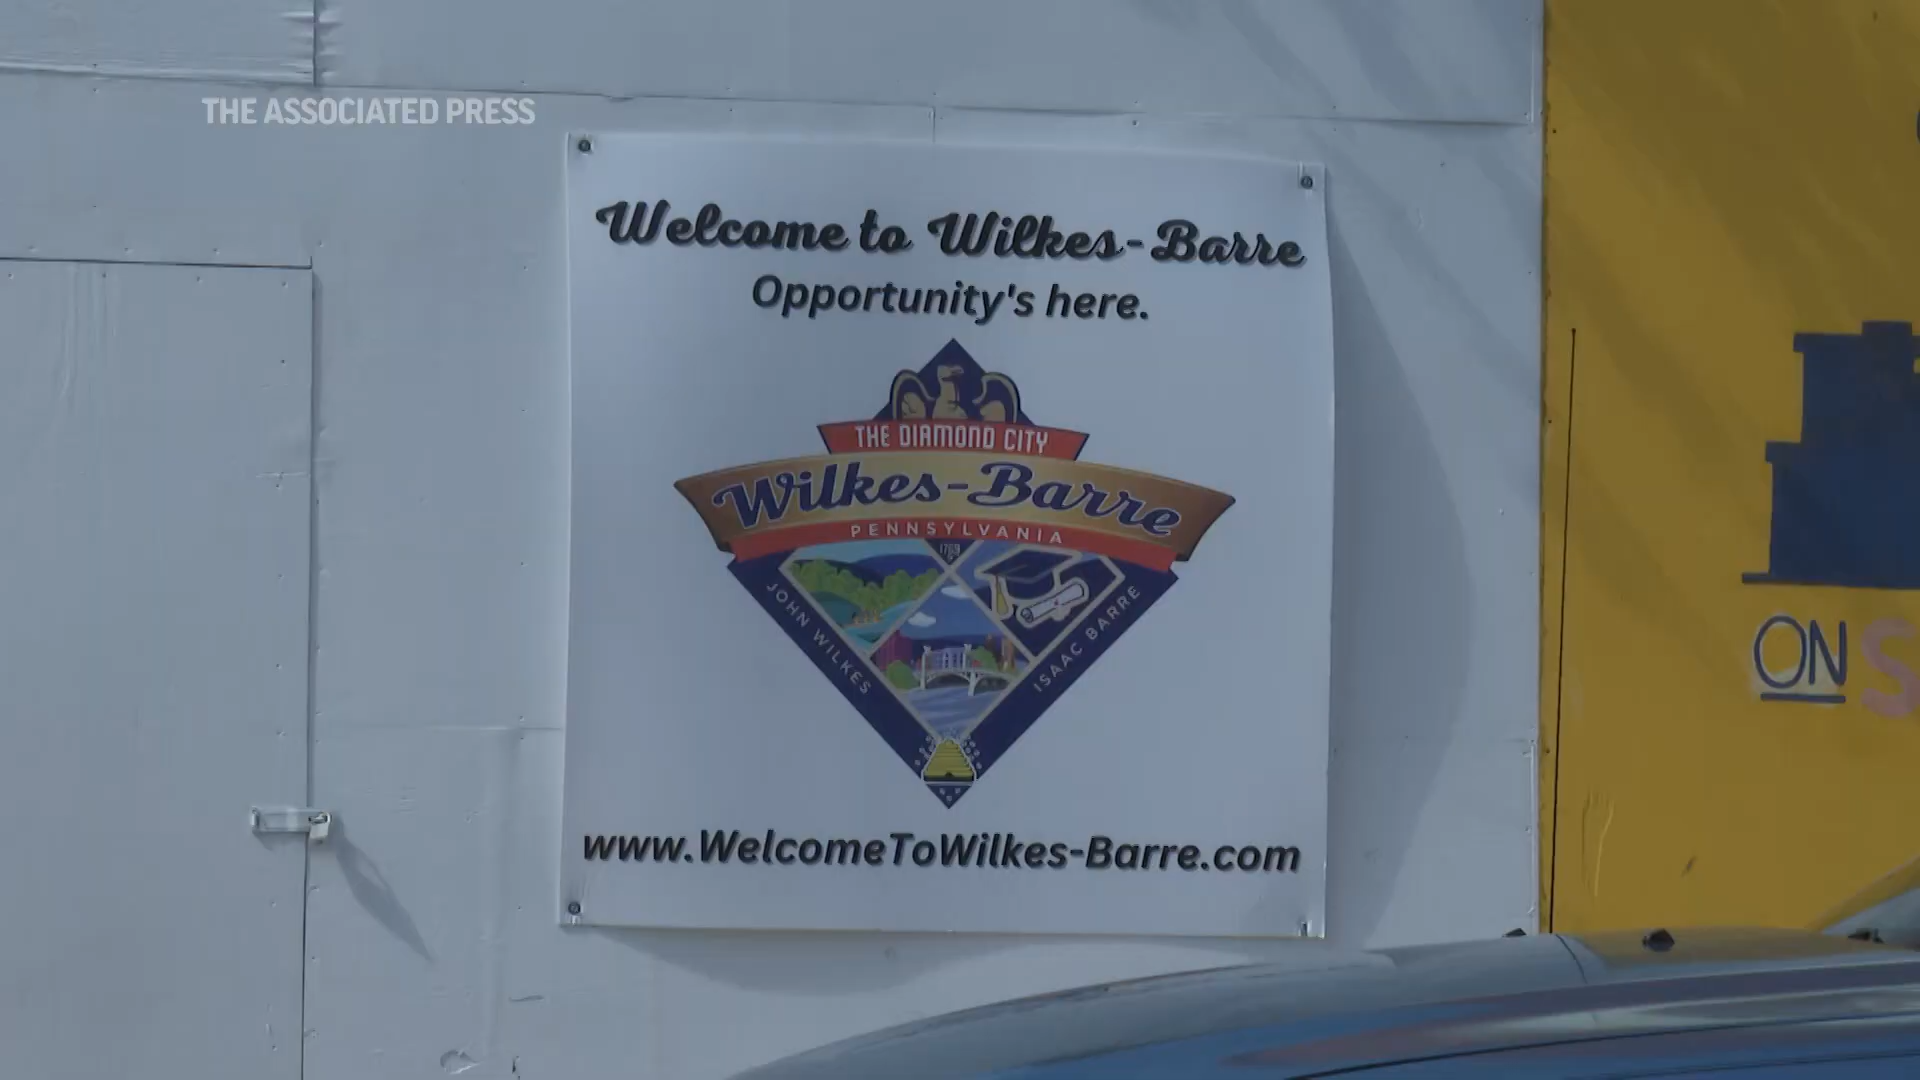 THE ASSOCIATED PRESS
Welcome to Wilkes-Barre
Opportunity's here.
THE DIAMOND CITY
Wilkes-Barre
PENNSYLVANIA
1769
JOHN WILKES
ISAAC BARRE
www.WelcomeToWilkes-Barre.com
ON